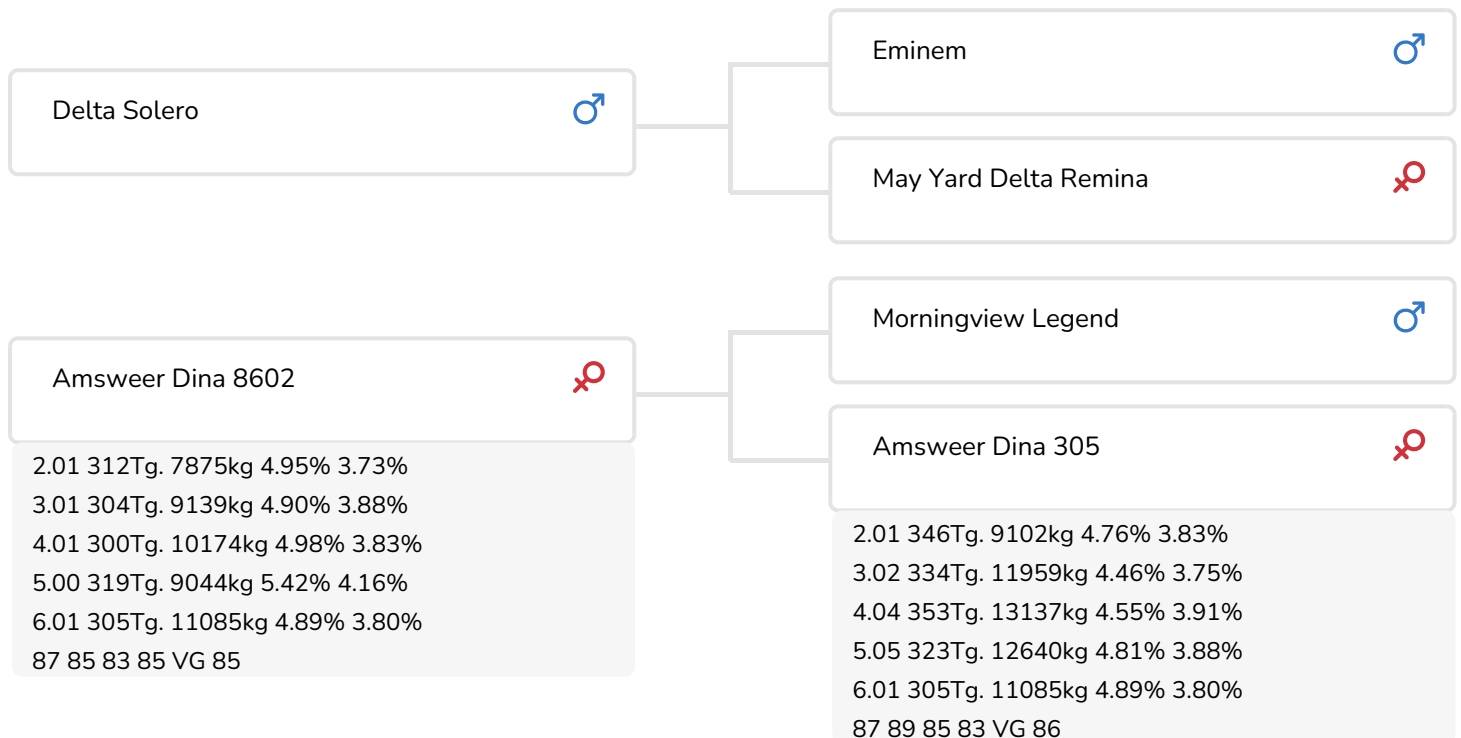 Delta Solero
Eminem
May Yard Delta Remina
Amsweer Dina 8602
2.01 312Tg. 7875kg 4.95% 3.73%
3.01 304Tg. 9139kg 4.90% 3.88%
4.01 300Tg. 10174kg 4.98% 3.83%
5.00 319Tg. 9044kg 5.42% 4.16%
6.01 305Tg. 11085kg 4.89% 3.80%
87 85 83 85 VG 85
Morningview Legend
Amsweer Dina 305
2.01 346Tg. 9102kg 4.76% 3.83%
3.02 334Tg. 11959kg 4.46% 3.75%
4.04 353Tg. 13137kg 4.55% 3.91%
5.05 323Tg. 12640kg 4.81% 3.88%
6.01 305Tg. 11085kg 4.89% 3.80%
87 89 85 83 VG 86